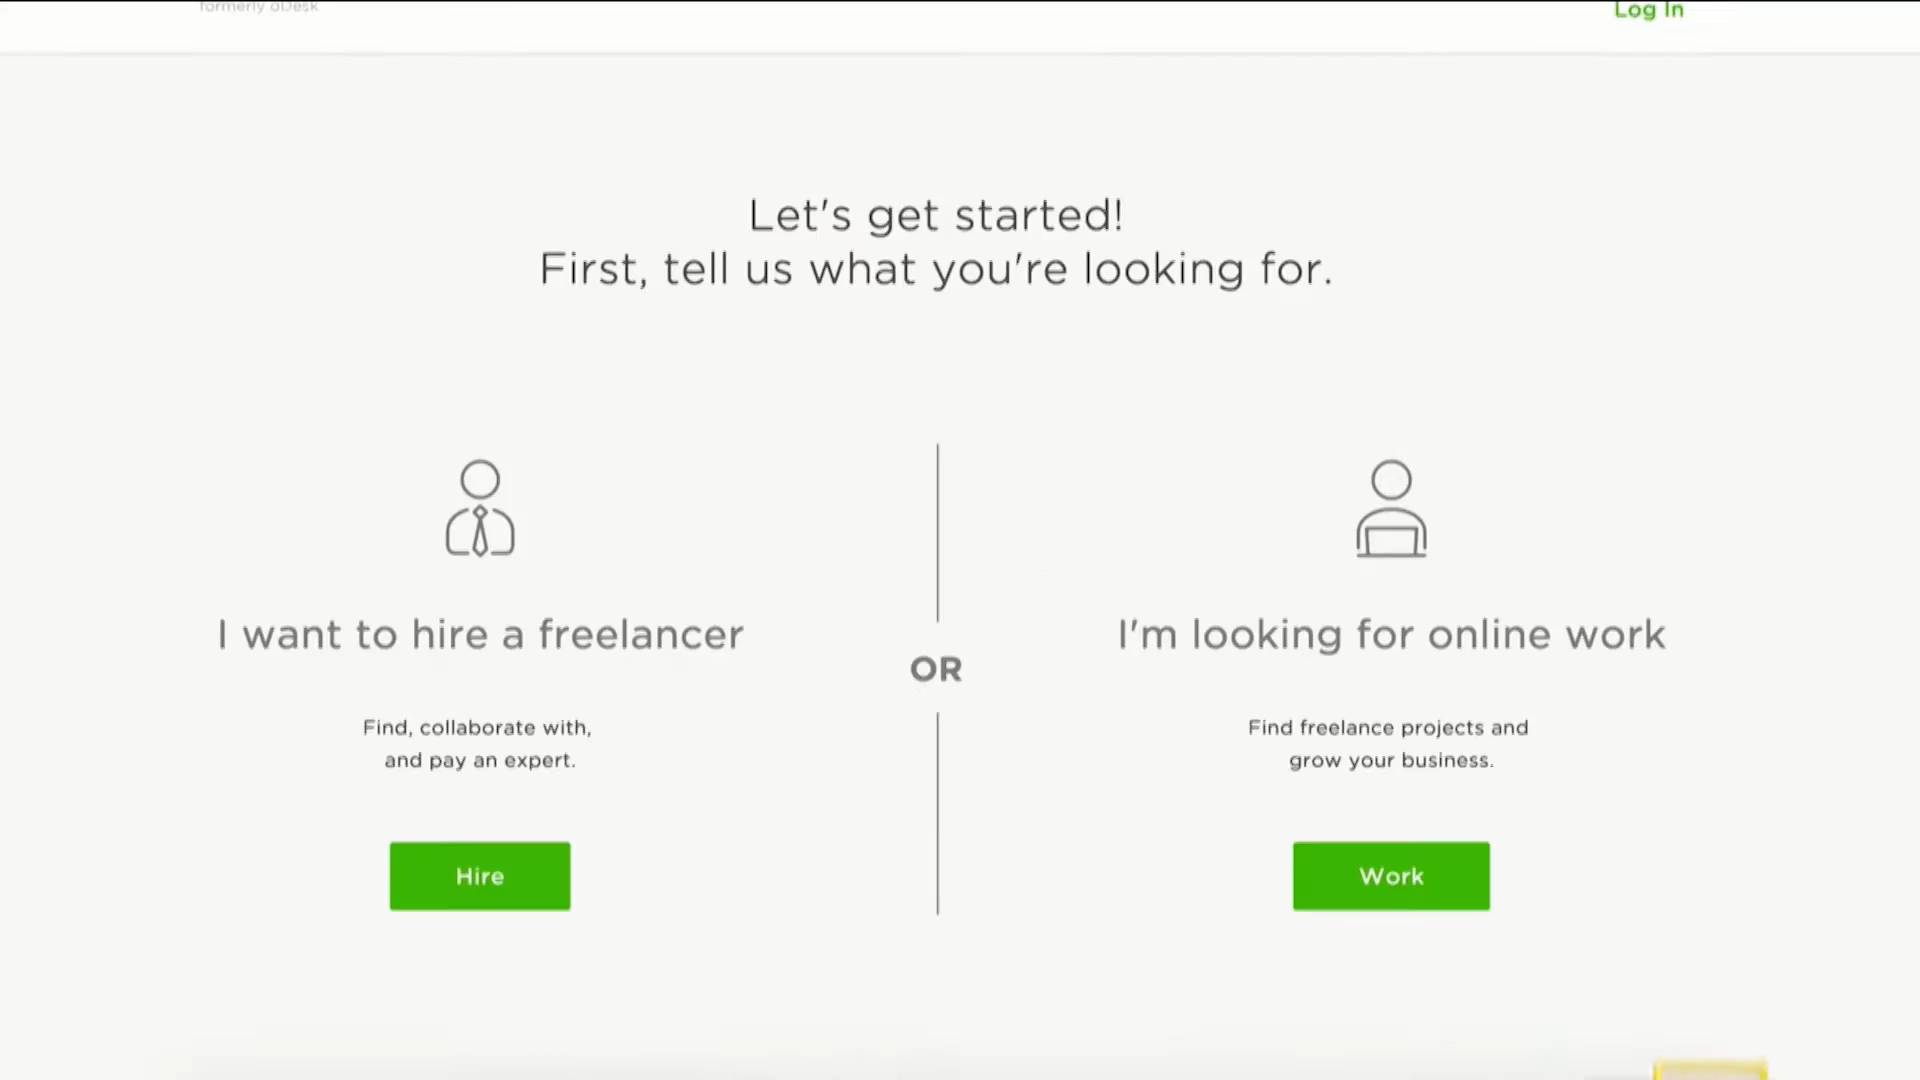 formerly oDesk
Log In
Let's get started!
First, tell us what you're looking for.
I want to hire a freelancer
OR
I'm looking for online work
Find, collaborate with,
and pay an expert.
Find freelance projects and
grow your business.
Hire
Work